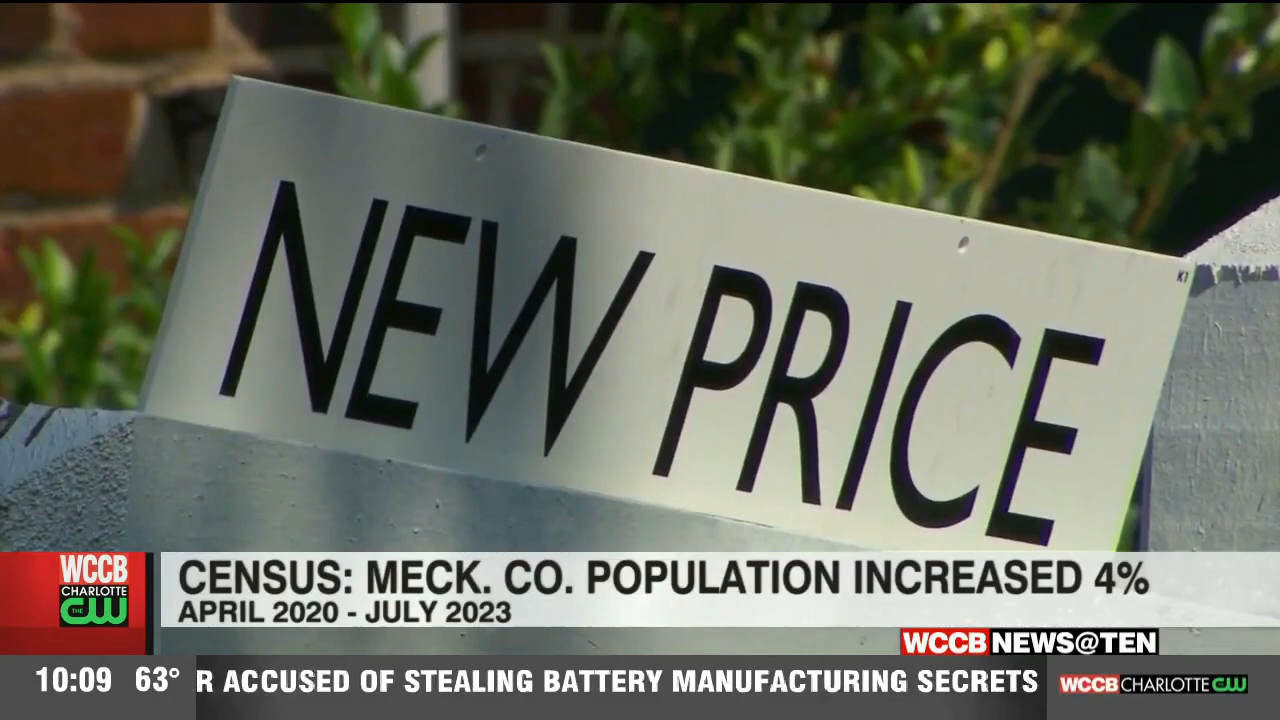 NEW PRICE
K1
WCCB
CHARLOTTE
THE CW
CENSUS: MECK. CO. POPULATION INCREASED 4%
APRIL 2020 - JULY 2023
WCCB NEWS@TEN
10:09 63° R ACCUSED OF STEALING BATTERY MANUFACTURING SECRETS WCCB CHARLOTTE CW